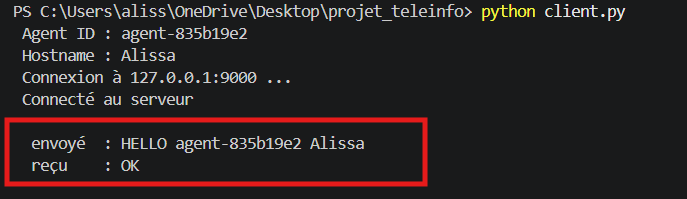 PS C:\Users\aliss\OneDrive\Desktop\projet_teleinfo> python client.py
Agent ID : agent-835b19e2
Hostname : Alissa
Connexion à 127.0.0.1:9000 ...
Connecté au serveur
envoyé : HELLO agent-835b19e2 Alissa
reçu : OK